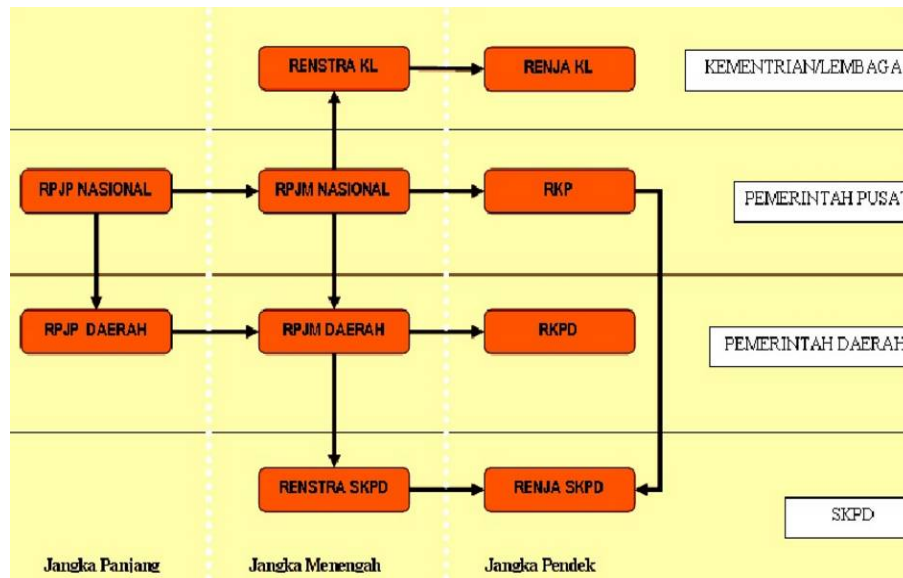 RENSTRA KL
RENJA KL
KEMENTRIAN/LEMBAGA
RPJP NASIONAL
RPJM NASIONAL
RKP
PEMERINTAH PUSAT
RPJP DAERAH
RPJM DAERAH
RKPD
PEMERINTAH DAERAH
RENSTRA SKPD
RENJA SKPD
SKPD
Jangka Panjang
Jangka Menengah
Jangka Pendek